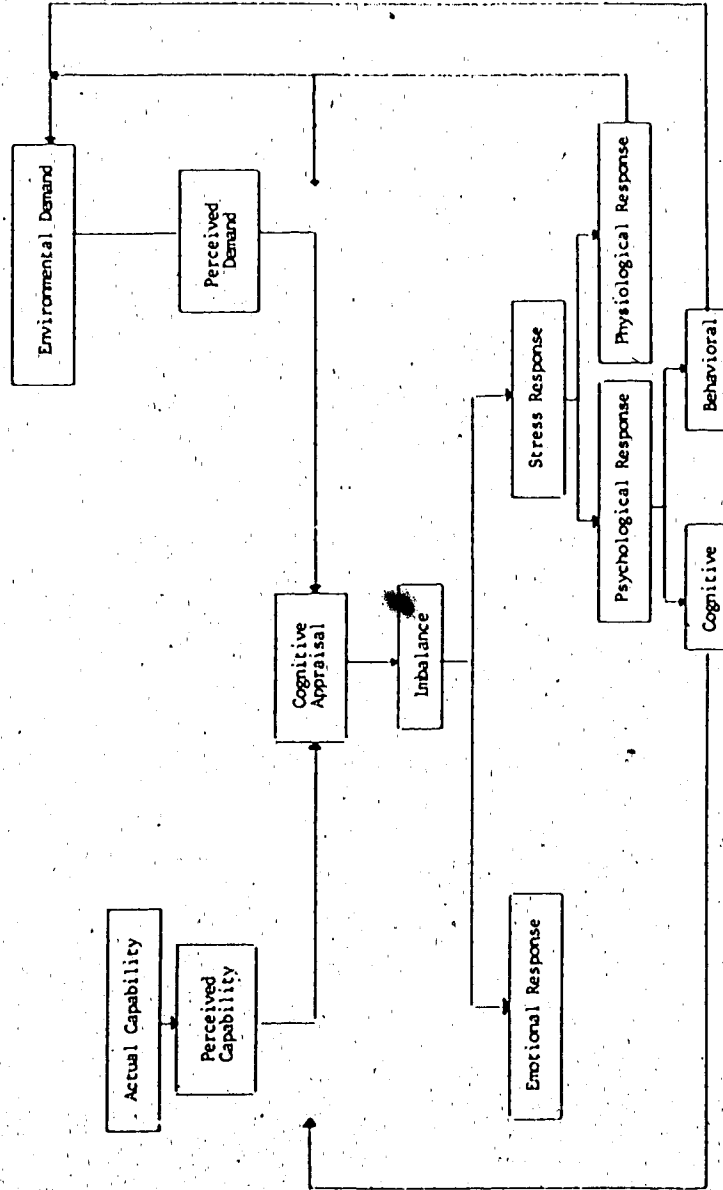 Environmental Demand
Actual Capability
Perceived
Capability
Perceived
Demand
Cognitive
Appraisal
Imbalance
Emotional Response
Stress Response
Psychological Response
Physiological Response
Cognitive
Behavioral